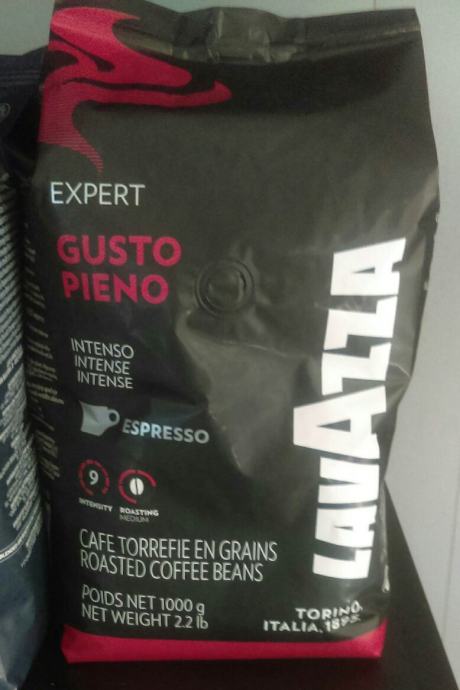 EXPERT
GUSTO
PIENO
INTENSO
INTENSE
INTENSE
ESPRESSO
9
INTENSITY
ROASTING
MEDIUM
CAFE TORREFIE EN GRAINS
ROASTED COFFEE BEANS
POIDS NET 1000 g
NET WEIGHT 2.2 lb
LAVAZZA
TORINO,
ITALIA, 1895